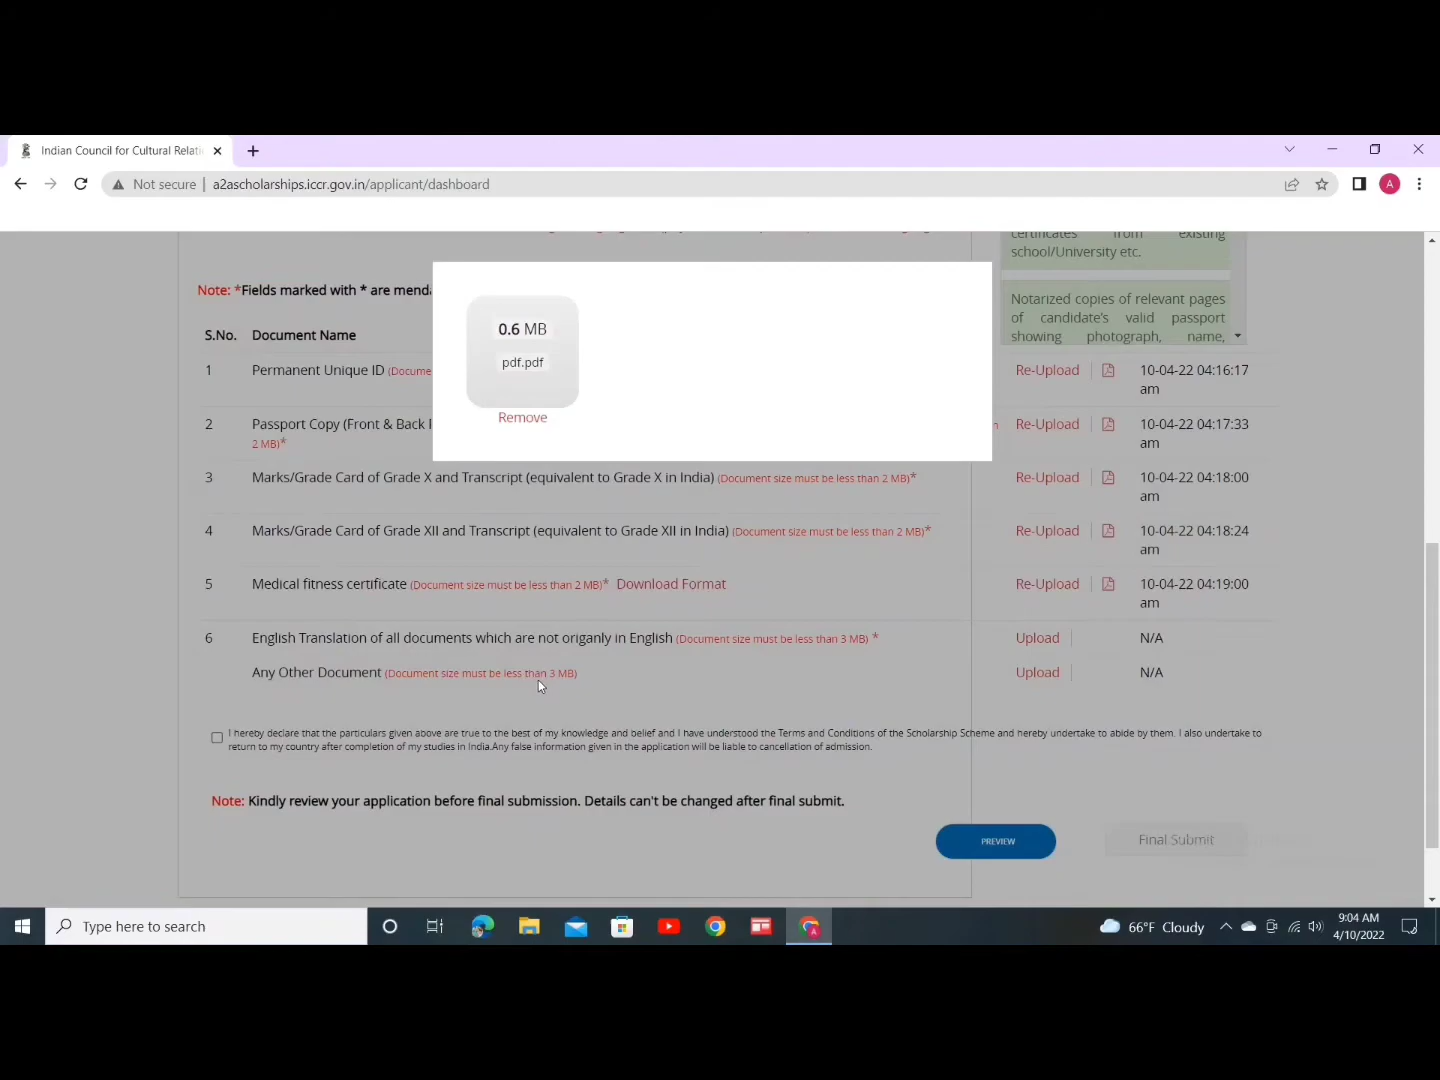 Indian Council for Cultural Relati
Not secure | a2ascholarships.iccr.gov.in/applicant/dashboard
A
certificates from existing
school/University etc.
Notarized copies of relevant pages
of candidate's valid passport
showing photograph, name,
Note: *Fields marked with * are menda
0.6 MB
pdf.pdf
Remove
S.No. Document Name
1 Permanent Unique ID (Docume Re-Upload 10-04-22 04:16:17
am
2 Passport Copy (Front & Back Re-Upload 10-04-22 04:17:33
2 MB)* am
3 Marks/Grade Card of Grade X and Transcript (equivalent to Grade X in India) (Document size must be less than 2 MB)* Re-Upload 10-04-22 04:18:00
am
4 Marks/Grade Card of Grade XII and Transcript (equivalent to Grade XII in India) (Document size must be less than 2 MB)* Re-Upload 10-04-22 04:18:24
am
5 Medical fitness certificate (Document size must be less than 2 MB)* Download Format Re-Upload 10-04-22 04:19:00
am
6 English Translation of all documents which are not origanly in English (Document size must be less than 3 MB) * Upload N/A
Any Other Document (Document size must be less than 3 MB) Upload N/A
I hereby declare that the particulars given above are true to the best of my knowledge and belief and I have understood the Terms and Conditions of the Scholarship Scheme and hereby undertake to abide by them. I also undertake to
return to my country after completion of my studies in India.Any false information given in the application will be liable to cancellation of admission.
Note: Kindly review your application before final submission. Details can't be changed after final submit.
PREVIEW Final Submit
Type here to search
66°F Cloudy
9:04 AM
4/10/2022